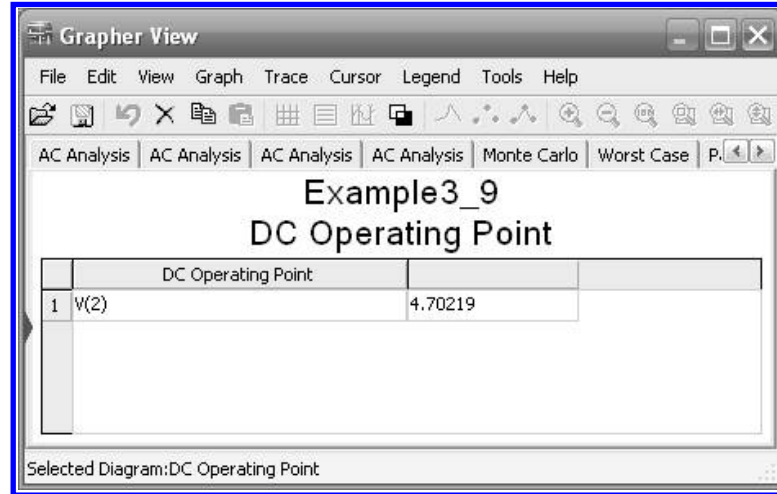 Grapher View
File Edit View Graph Trace Cursor Legend Tools Help
AC Analysis AC Analysis AC Analysis AC Analysis Monte Carlo Worst Case
Example3_9
DC Operating Point
DC Operating Point
1 V(2) 4.70219
Selected Diagram:DC Operating Point